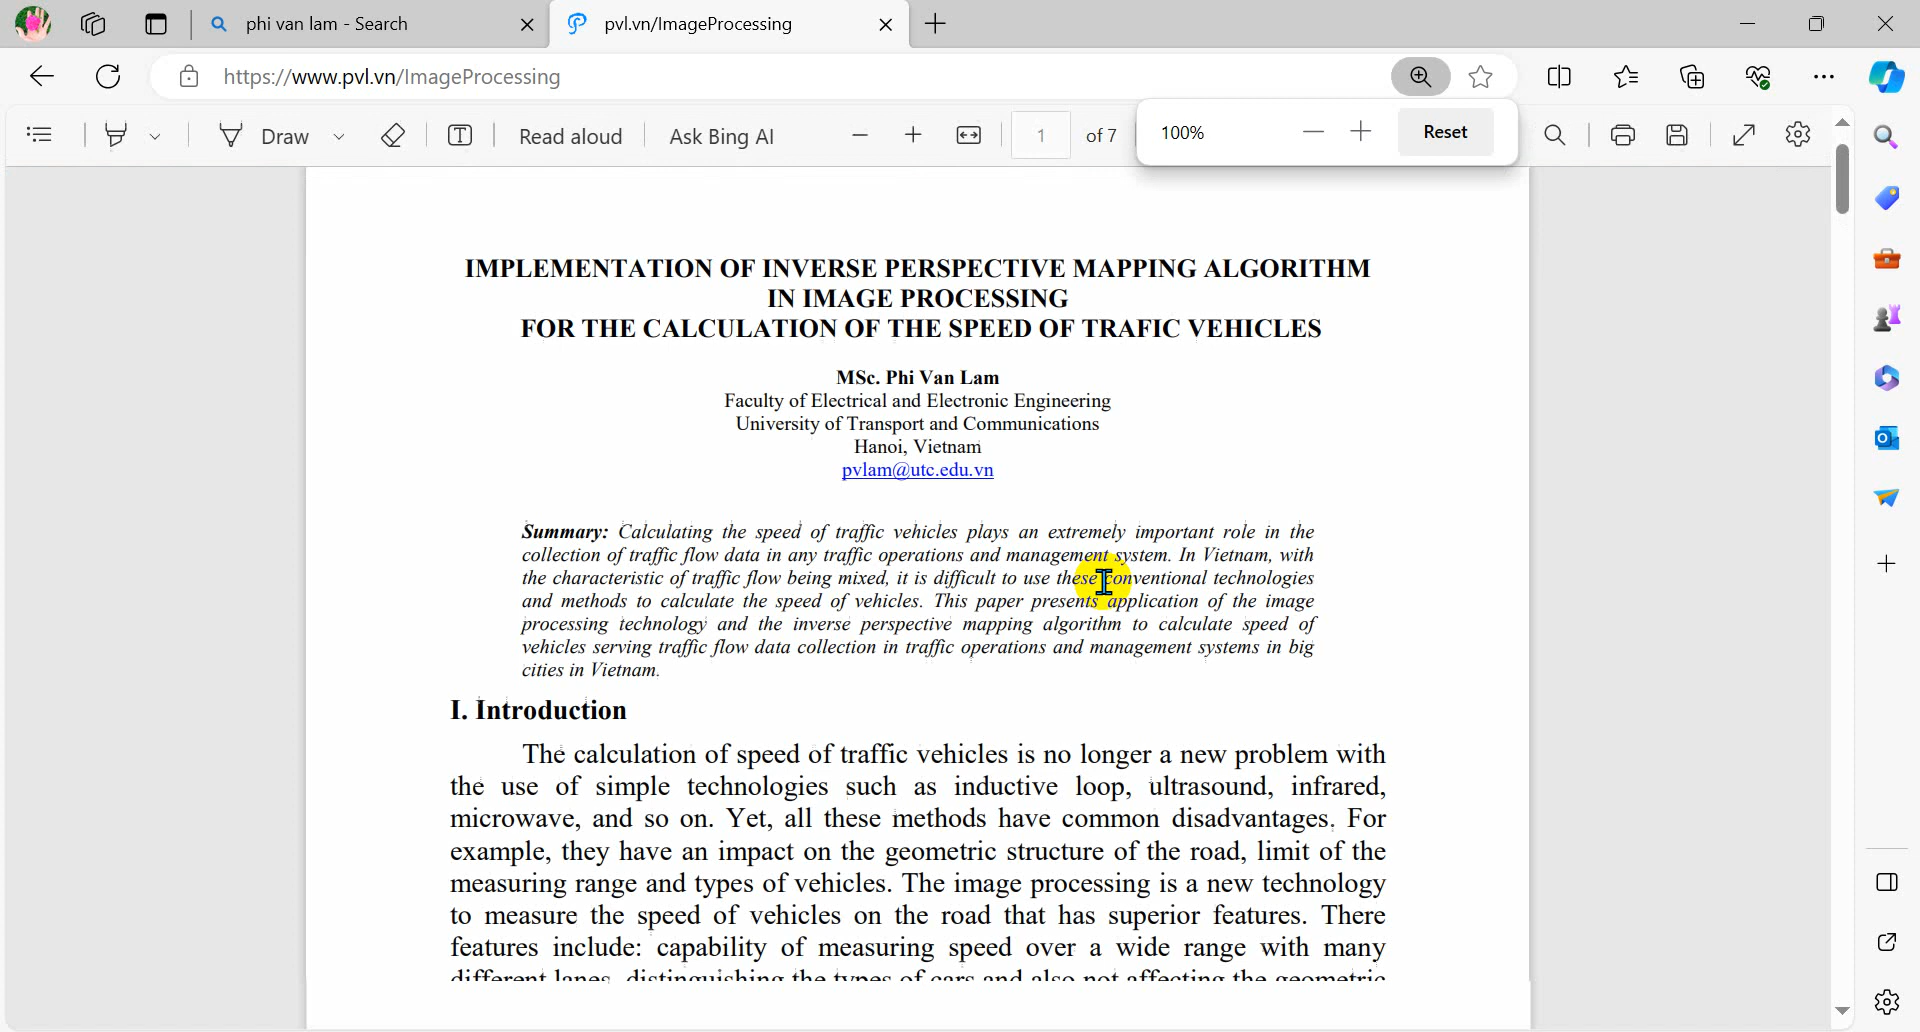 phi van lam - Search
pvl.vn/ImageProcessing
https://www.pvl.vn/ImageProcessing
Draw
Read aloud
Ask Bing AI
1
of 7
100%
Reset
IMPLEMENTATION OF INVERSE PERSPECTIVE MAPPING ALGORITHM
IN IMAGE PROCESSING
FOR THE CALCULATION OF THE SPEED OF TRAFIC VEHICLES
MSc. Phi Van Lam
Faculty of Electrical and Electronic Engineering
University of Transport and Communications
Hanoi, Vietnam
pvlam@utc.edu.vn
Summary: Calculating the speed of traffic vehicles plays an extremely important role in the
collection of traffic flow data in any traffic operations and management system. In Vietnam, with
the characteristic of traffic flow being mixed, it is difficult to use these conventional technologies
and methods to calculate the speed of vehicles. This paper presents application of the image
processing technology and the inverse perspective mapping algorithm to calculate speed of
vehicles serving traffic flow data collection in traffic operations and management systems in big
cities in Vietnam.
I. Introduction
The calculation of speed of traffic vehicles is no longer a new problem with
the use of simple technologies such as inductive loop, ultrasound, infrared,
microwave, and so on. Yet, all these methods have common disadvantages. For
example, they have an impact on the geometric structure of the road, limit of the
measuring range and types of vehicles. The image processing is a new technology
to measure the speed of vehicles on the road that has superior features. There
features include: capability of measuring speed over a wide range with many
different lanes, distinguishing the types of cars and also not affecting the geometric